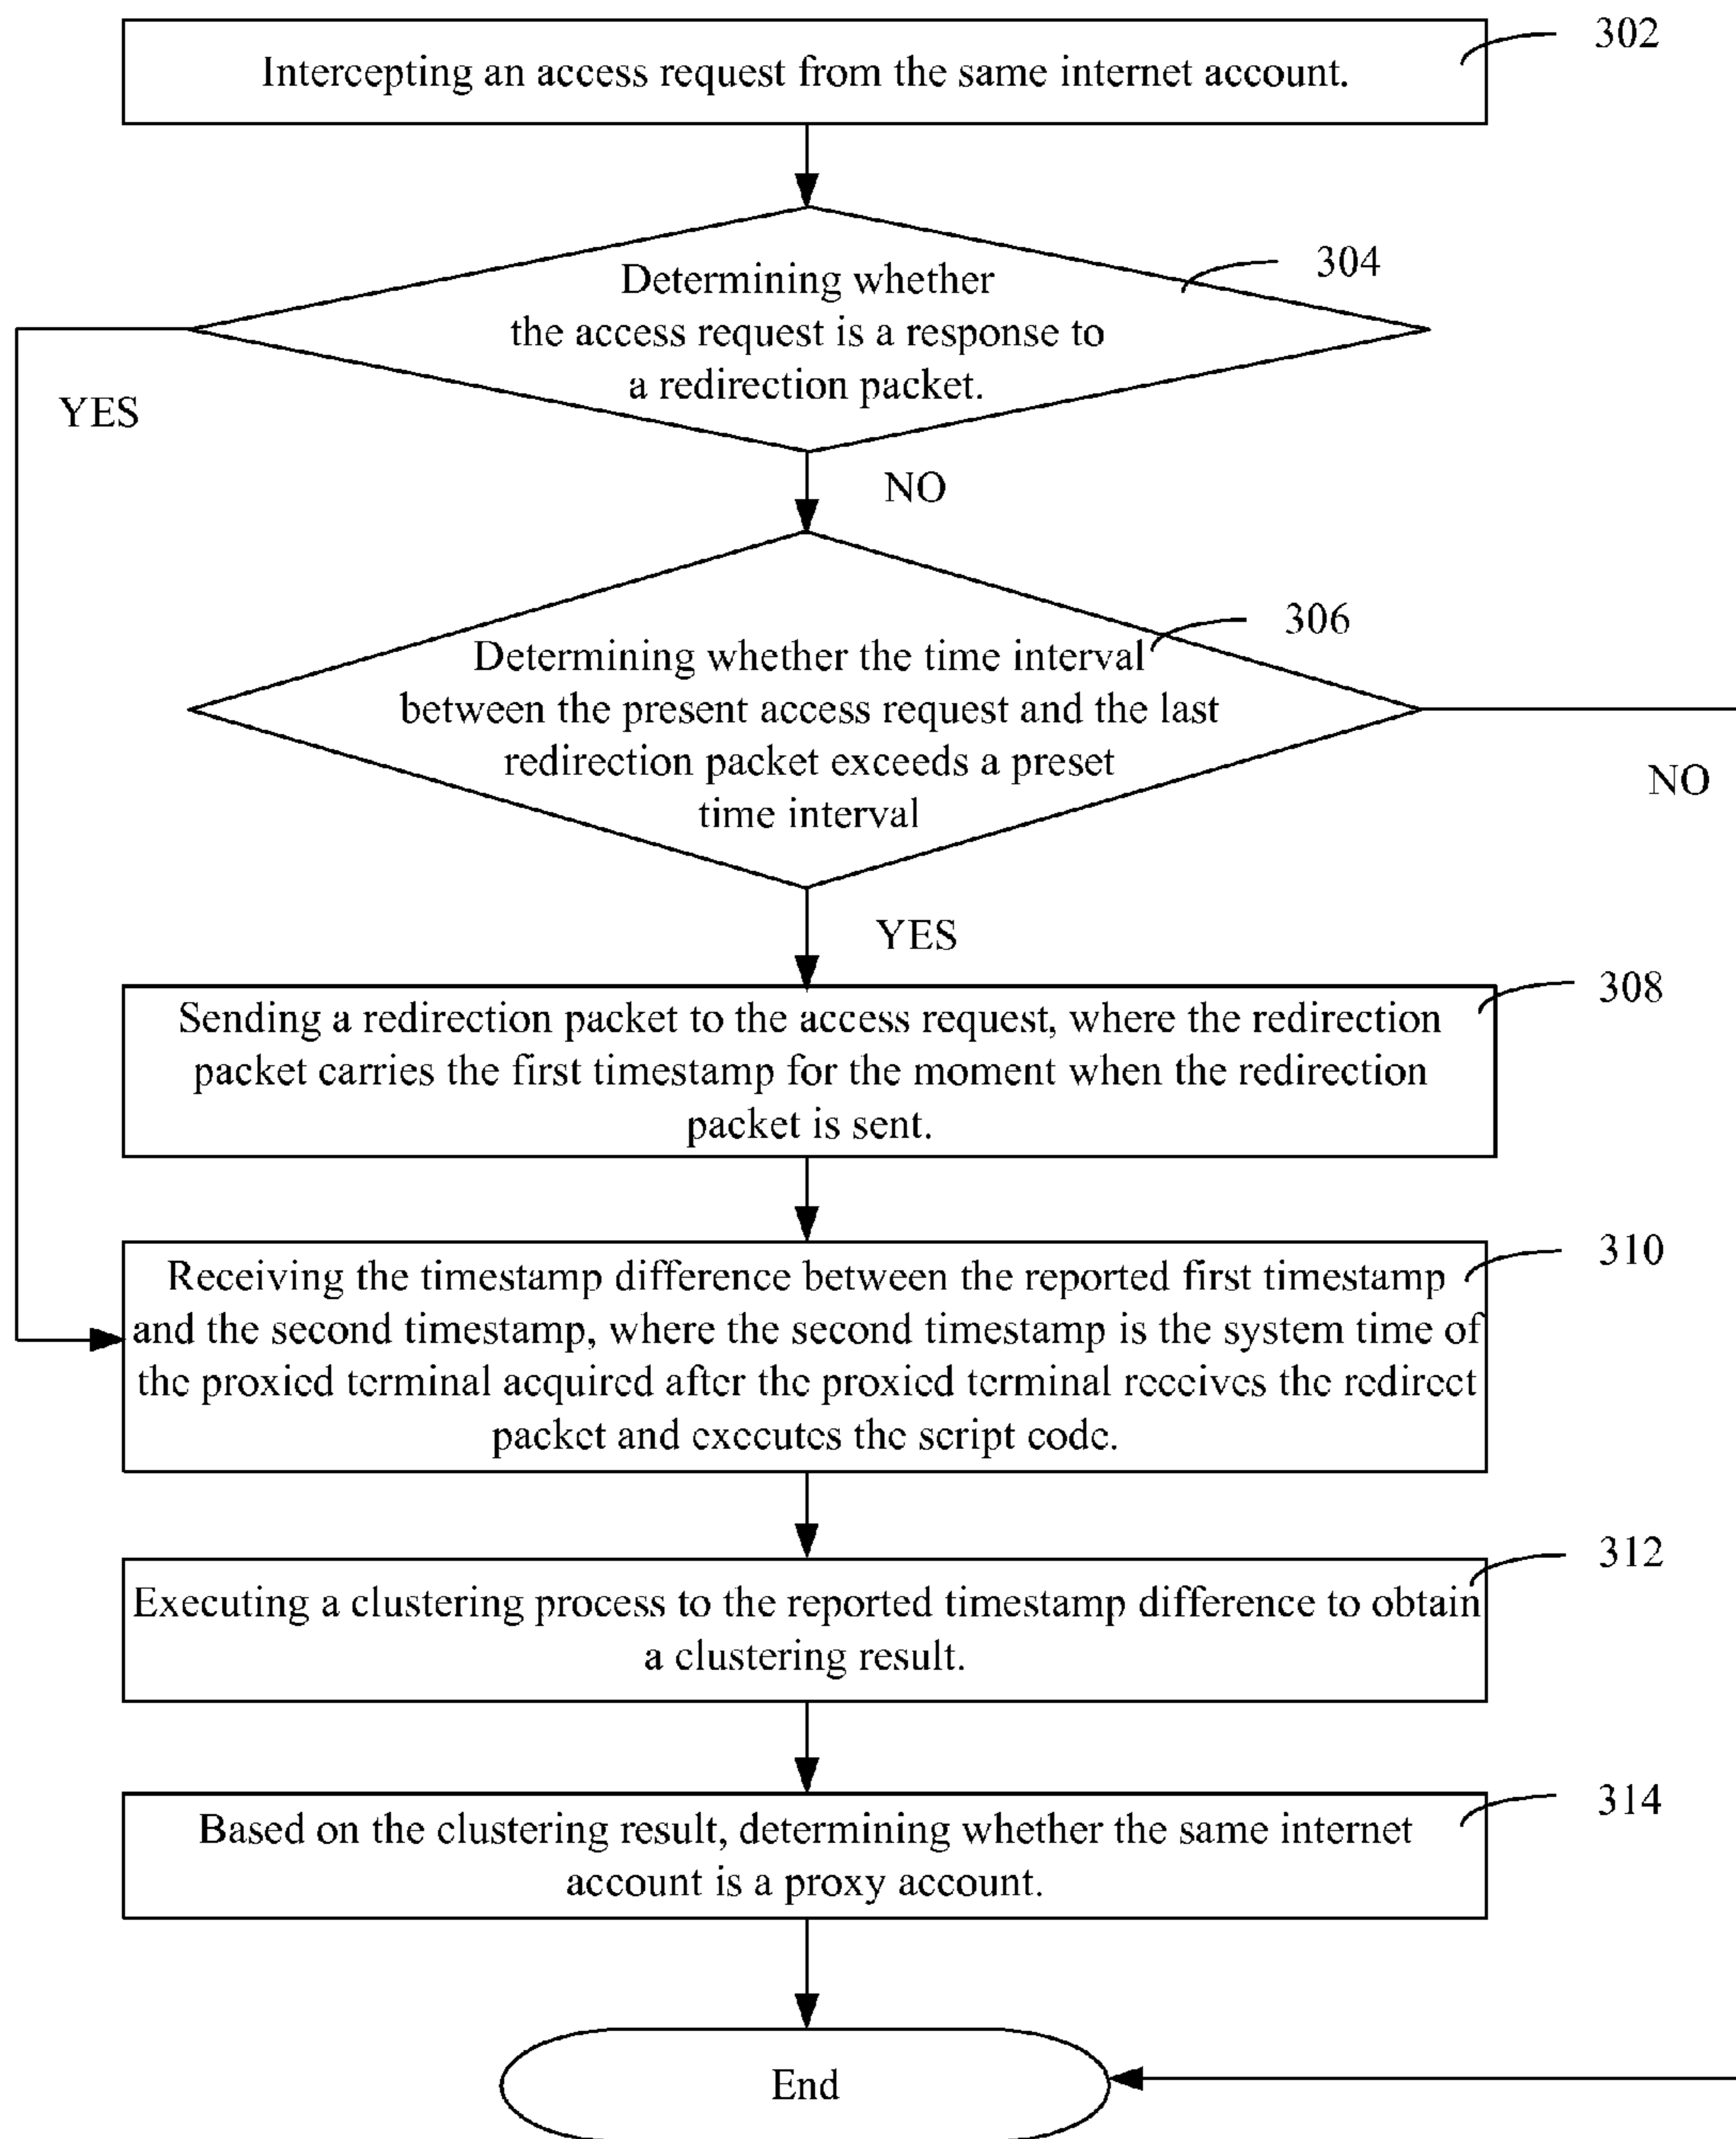 302
Intercepting an access request from the same internet account.
304
Determining whether
the access request is a response to
a redirection packet.
YES
NO
306
Determining whether the time interval
between the present access request and the last
redirection packet exceeds a preset
time interval
NO
YES
308
Sending a redirection packet to the access request, where the redirection
packet carries the first timestamp for the moment when the redirection
packet is sent.
310
Receiving the timestamp difference between the reported first timestamp
and the second timestamp, where the second timestamp is the system time of
the proxied terminal acquired after the proxied terminal receives the redirect
packet and executes the script code.
312
Executing a clustering process to the reported timestamp difference to obtain
a clustering result.
314
Based on the clustering result, determining whether the same internet
account is a proxy account.
End